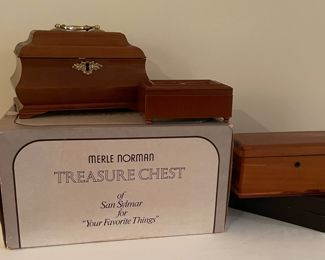 MERLE NORMAN
TREASURE CHEST
of
San Sylmar
for
"Your Favorite Things"